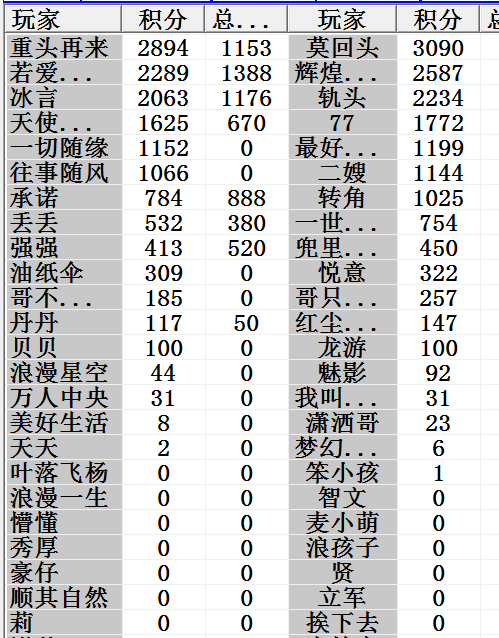 玩家 积分 总... 玩家 积分
重头再来 2894 1153 莫回头 3090
若爱... 2289 1388 辉煌... 2587
冰言 2063 1176 轨头 2234
天使... 1625 670 77 1772
一切随缘 1152 0 最好... 1199
往事随风 1066 0 二嫂 1144
承诺 784 888 转角 1025
丢丢 532 380 一世... 754
强强 413 520 兜里... 450
油纸伞 309 0 悦意 322
哥不... 185 0 哥只... 257
丹丹 117 50 红尘... 147
贝贝 100 0 龙游 100
浪漫星空 44 0 魅影 92
万人中央 31 0 我叫... 31
美好生活 8 0 潇洒哥 23
天天 2 0 梦幻... 6
叶落飞杨 0 0 笨小孩 1
浪漫一生 0 0 智文 0
懵懂 0 0 麦小萌 0
秀厚 0 0 浪孩子 0
豪仔 0 0 贤 0
顺其自然 0 0 立军 0
莉 0 0 挨下去 0